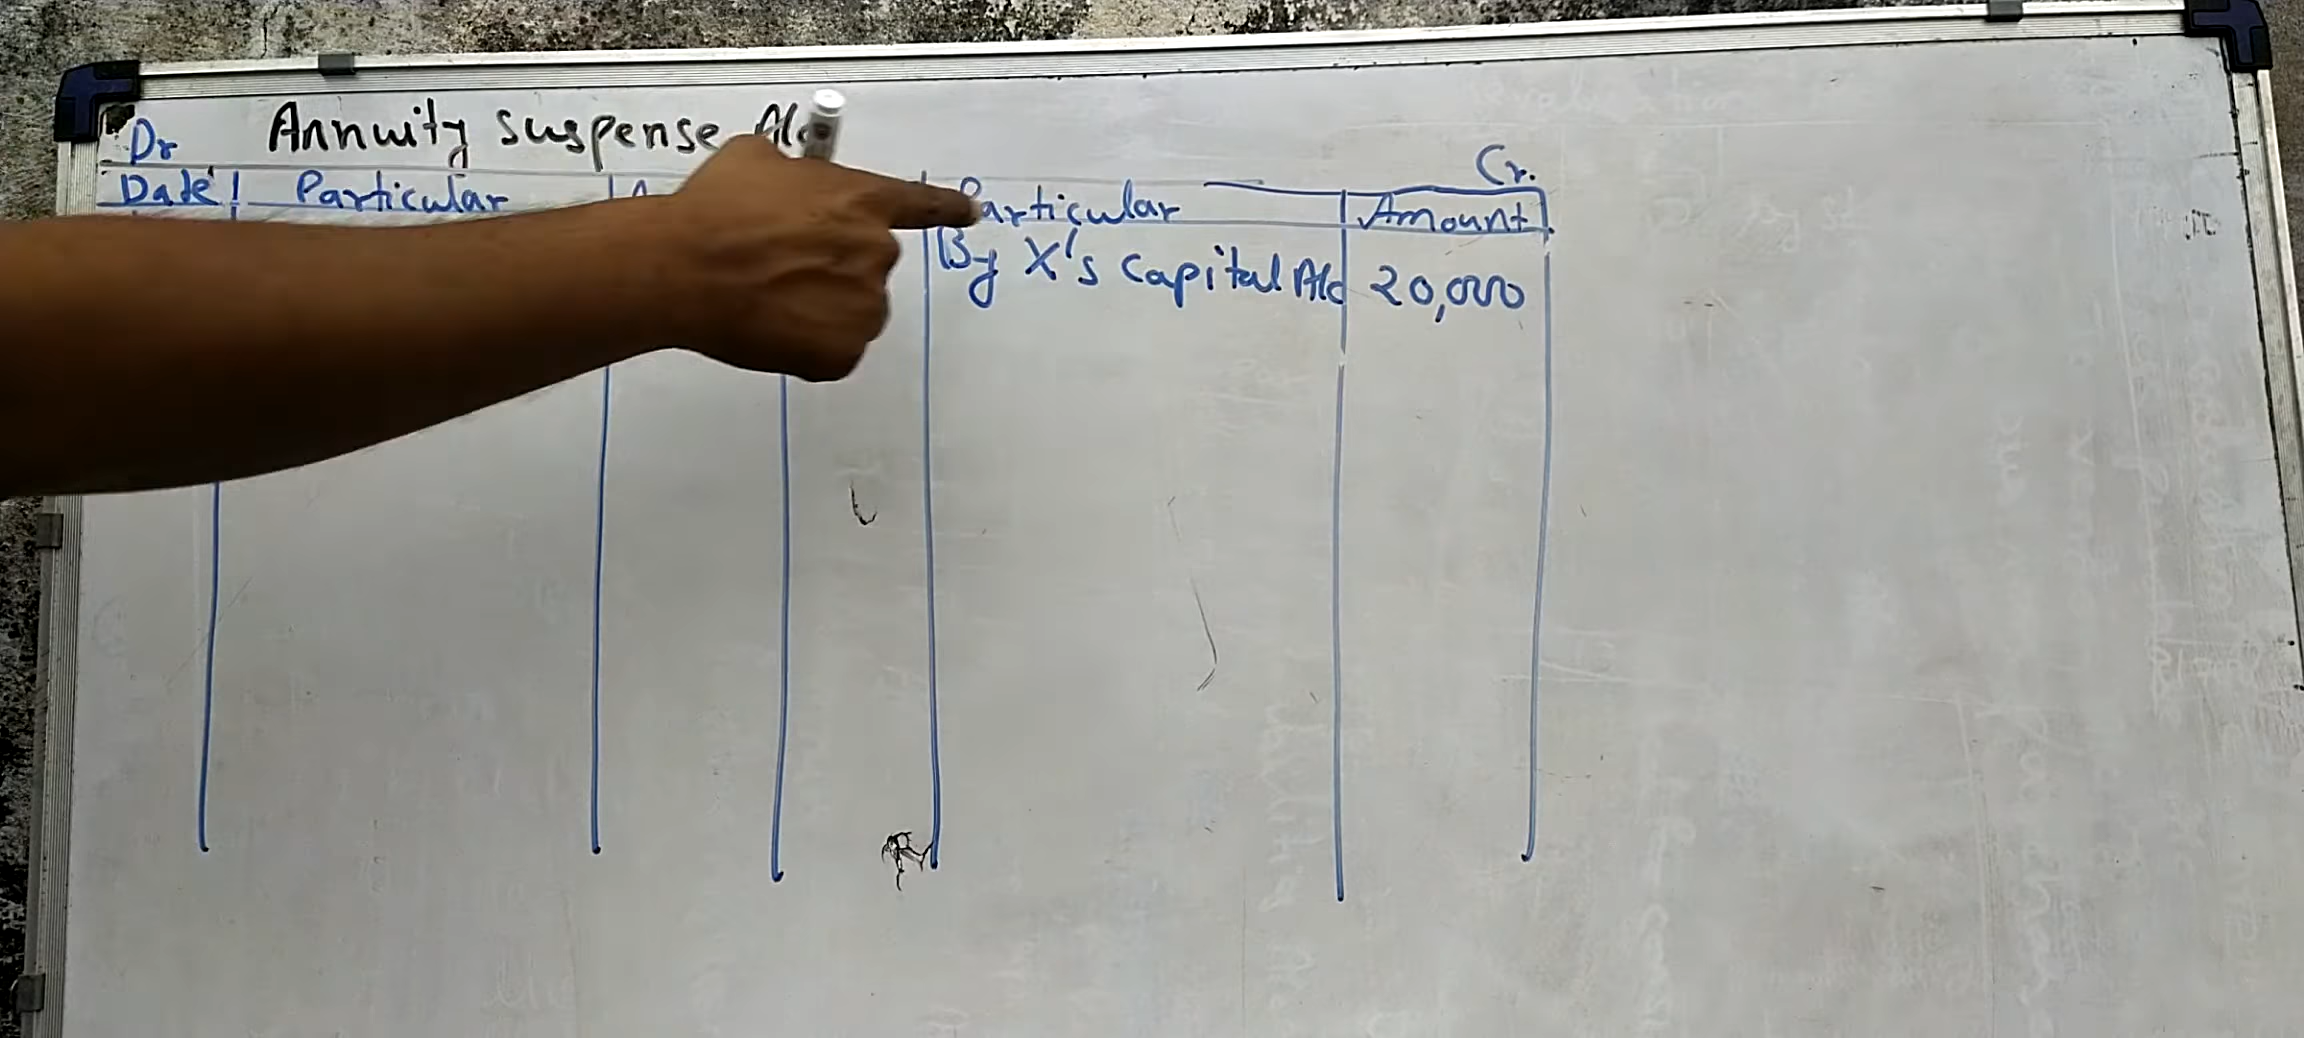 Annuity suspense A/c
Dr
Cr.
Date Particular Particular Amount
By X's Capital A/c 20,000